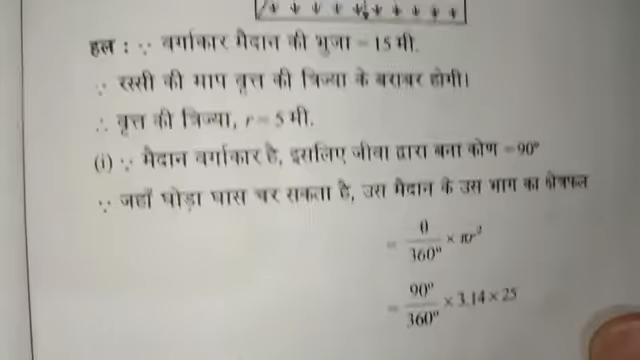 हल : ∵ वर्गाकार मैदान की भुजा = 15 मी.
∵ रस्सी की माप वृत्त की त्रिज्या के बराबर होगी।
∴ वृत्त की त्रिज्या, r = 5 मी.
(i) ∵ मैदान वर्गाकार है, इसलिए जीवा द्वारा बना कोण = 90°
∵ जहाँ घोड़ा घास चर सकता है, उस मैदान के उस भाग का क्षेत्रफल
= θ/360° × πr²
= 90°/360° × 3.14 × 25